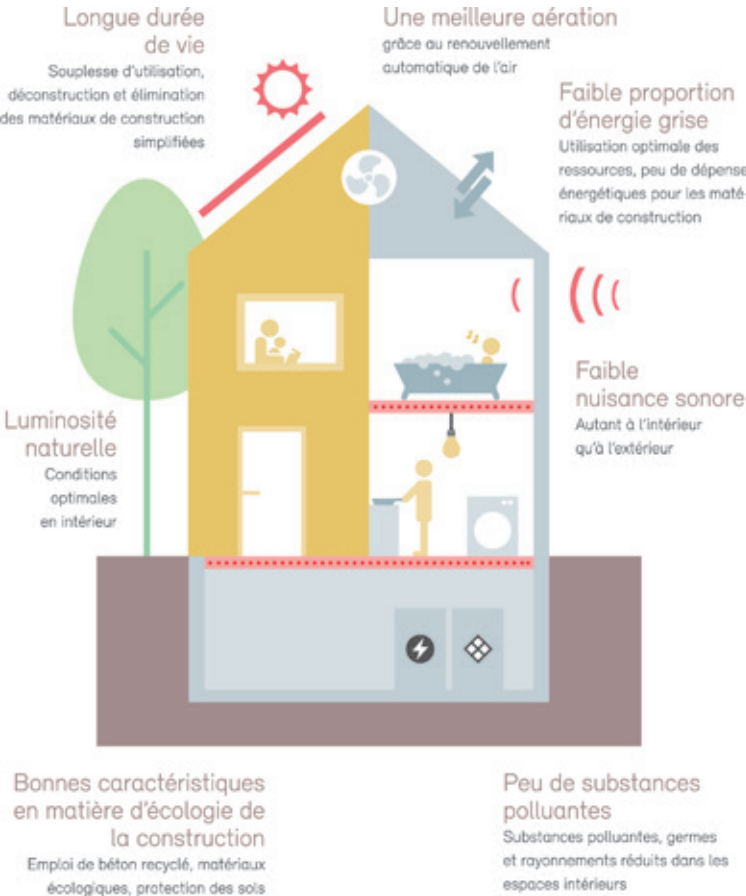 Longue durée
de vie
Souplesse d'utilisation,
déconstruction et élimination
des matériaux de construction
simplifiées
Une meilleure aération
grâce au renouvellement
automatique de l'air
Faible proportion
d'énergie grise
Utilisation optimale des
ressources, peu de dépense
énergétiques pour les maté-
riaux de construction
Faible
nuisance sonore
Autant à l'intérieur
qu'à l'extérieur
Luminosité
naturelle
Conditions
optimales
en intérieur
Bonnes caractéristiques
en matière d'écologie de
la construction
Emploi de béton recyclé, matériaux
écologiques, protection des sols
Peu de substances
polluantes
Substances polluantes, germes
et rayonnements réduits dans les
espaces intérieurs